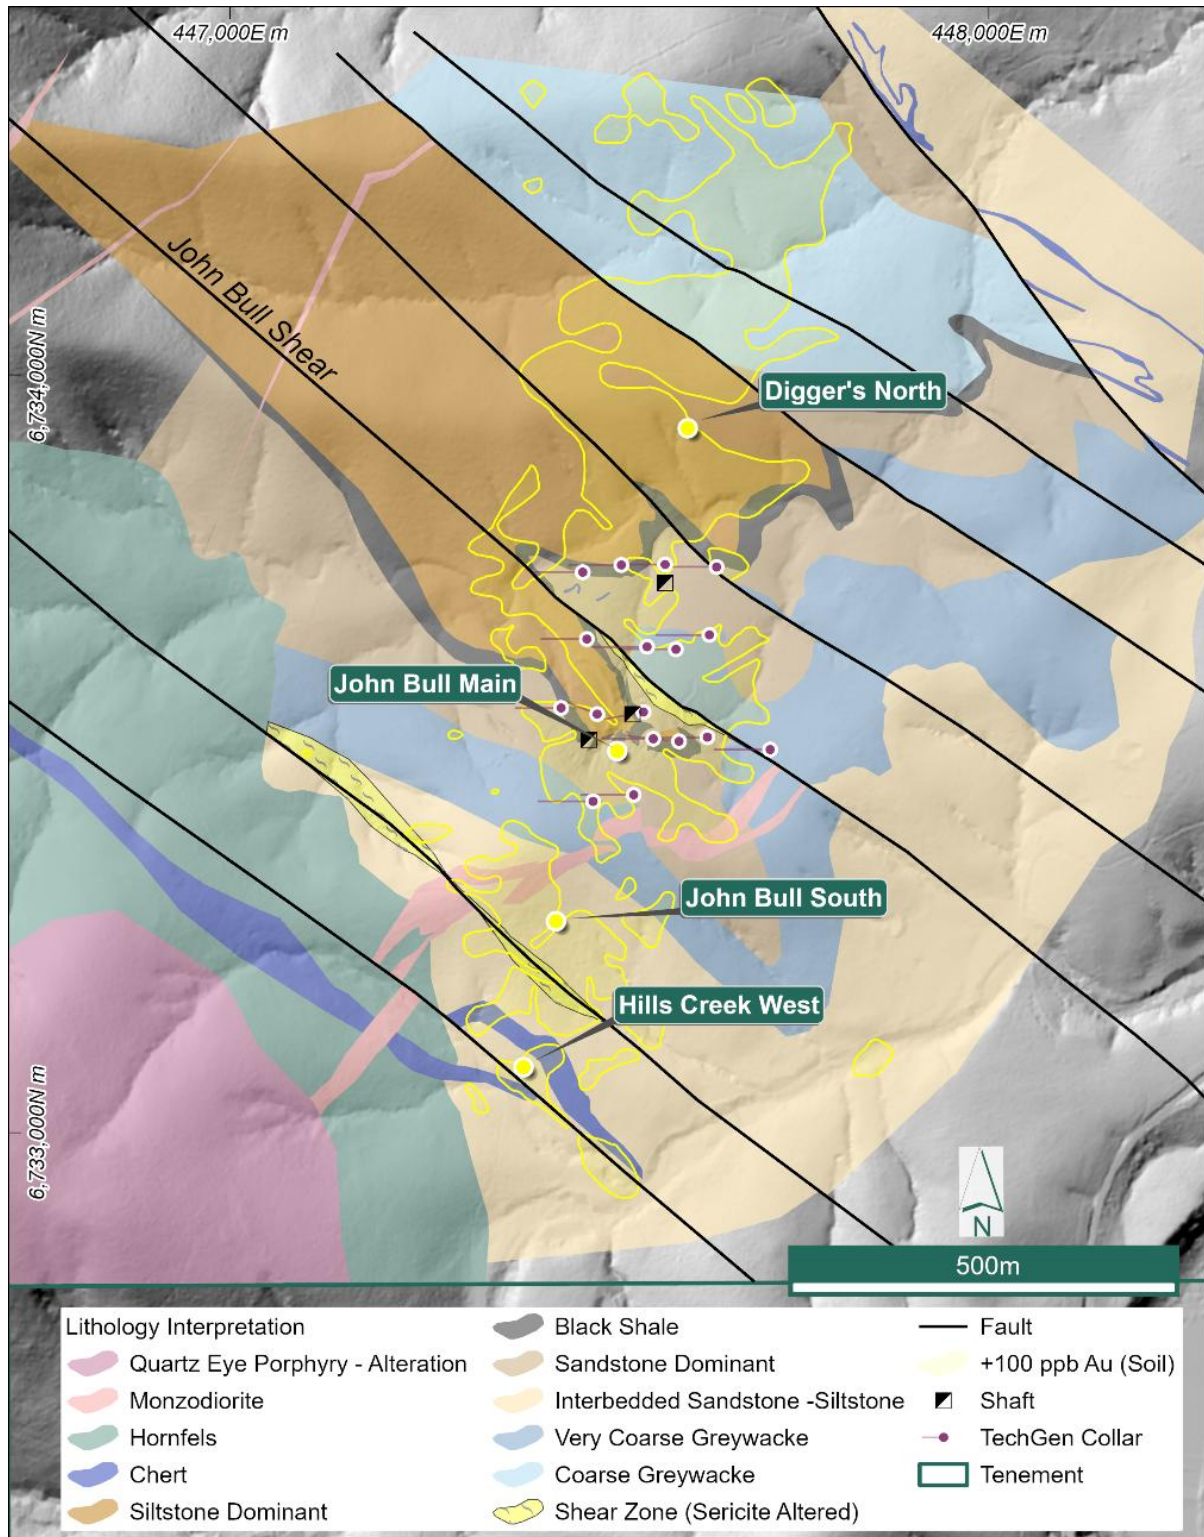 447,000E m
448,000E m
John Bull Shear
6,734,000N m
Digger's North
John Bull Main
John Bull South
Hills Creek West
6,733,000N m
N
500m
Lithology Interpretation
Quartz Eye Porphyry - Alteration
Monzodiorite
Hornfels
Chert
Siltstone Dominant
Black Shale
Sandstone Dominant
Interbedded Sandstone -Siltstone
Very Coarse Greywacke
Coarse Greywacke
Shear Zone (Sericite Altered)
Fault
+100 ppb Au (Soil)
Shaft
TechGen Collar
Tenement